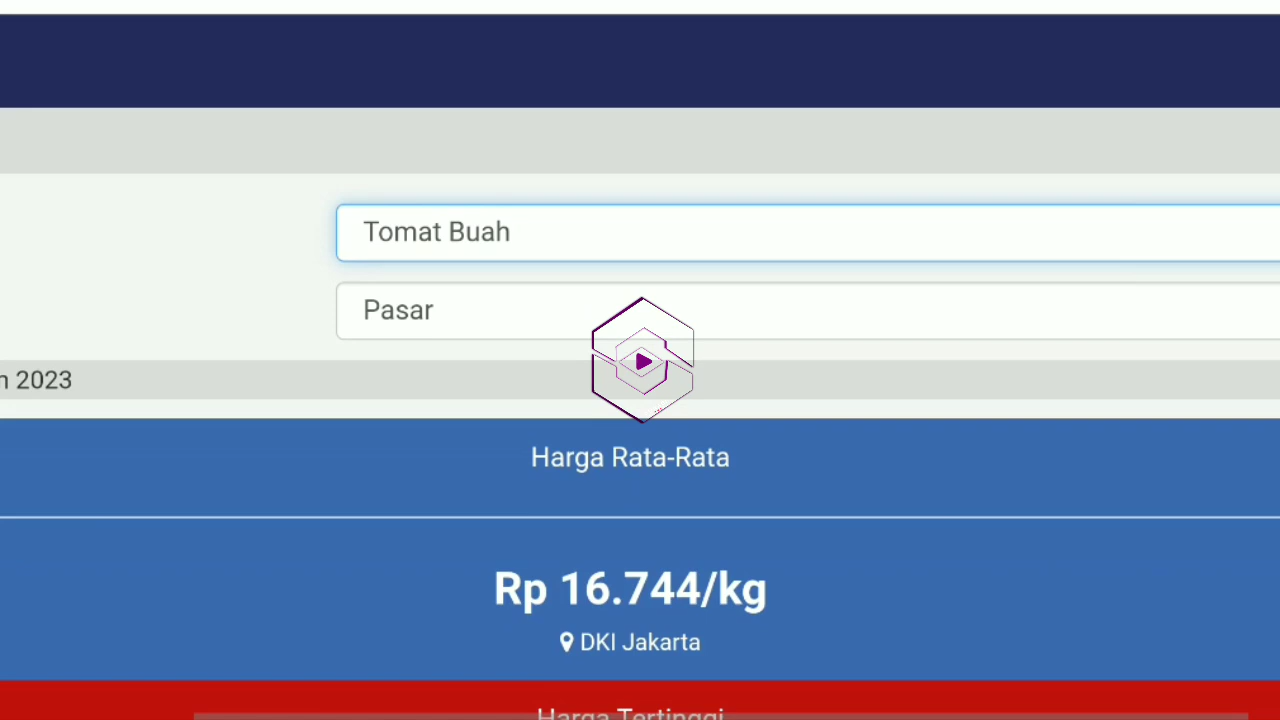 Tomat Buah
Pasar
n 2023
Harga Rata-Rata
Rp 16.744/kg
DKI Jakarta
Harga Tertinggi